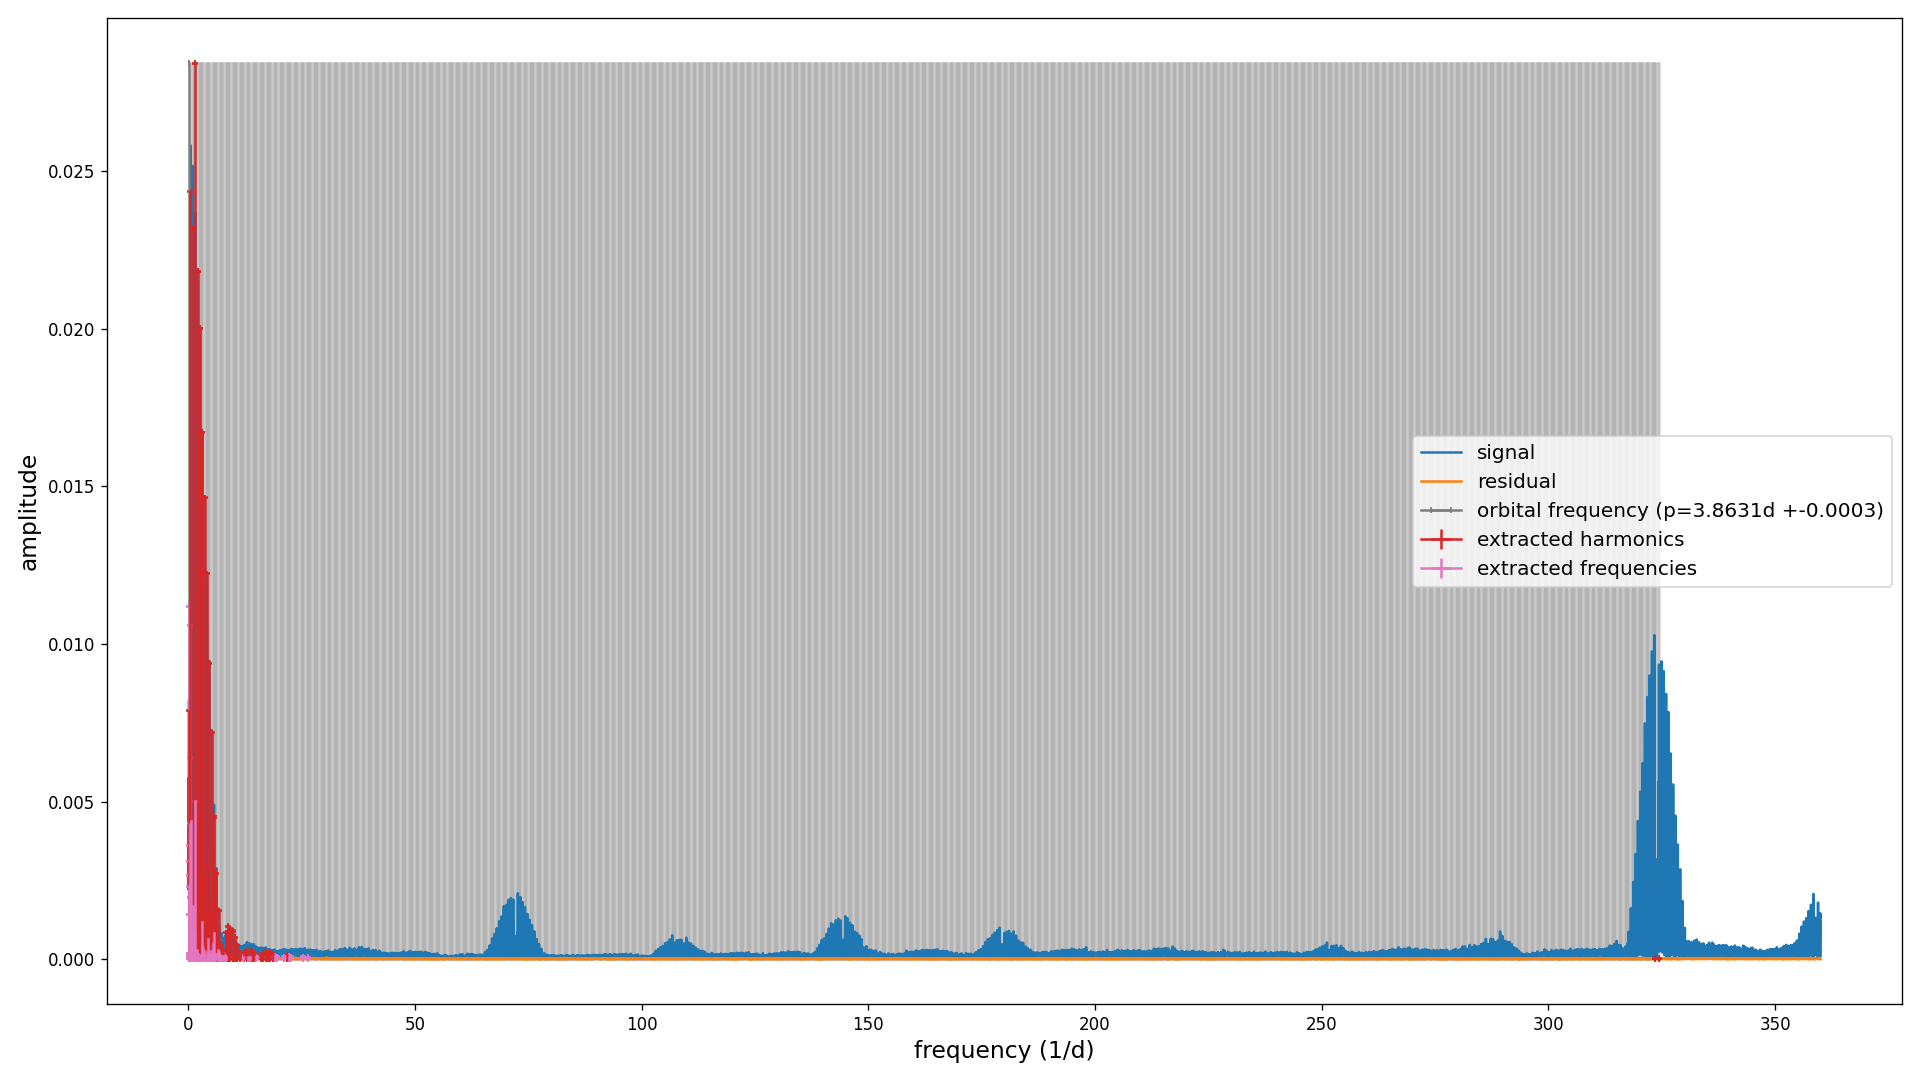 0.025
0.020
0.015
0.010
0.005
0.000
amplitude
signal
residual
orbital frequency (p=3.8631d +-0.0003)
extracted harmonics
extracted frequencies
0 50 100 150 200 250 300 350
frequency (1/d)